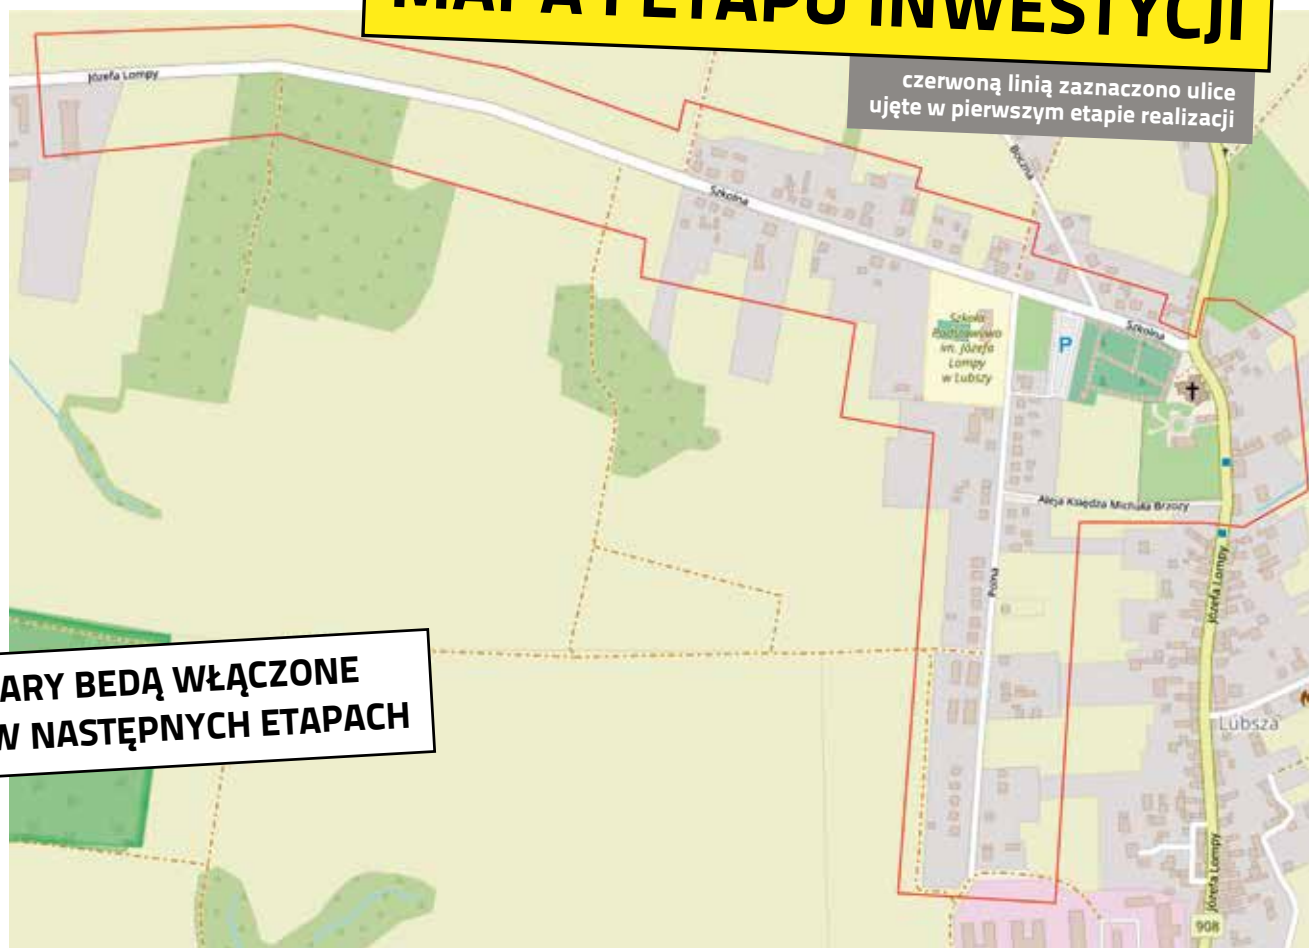 MAPA I ETAPU INWESTYCJI
czerwoną linią zaznaczono ulice
ujęte w pierwszym etapie realizacji
Józefa Lompy
Boczna
Szkolna
Szkolna
Szkoła
Podstawowa
im. Józefa
Lompy
w Lubszy
P
Aleja Księdza Michała Brzozy
Józefa Lompy
Polna
ARY BEDĄ WŁĄCZONE
W NASTĘPNYCH ETAPACH
Lubsza
Józefa Lompy
908